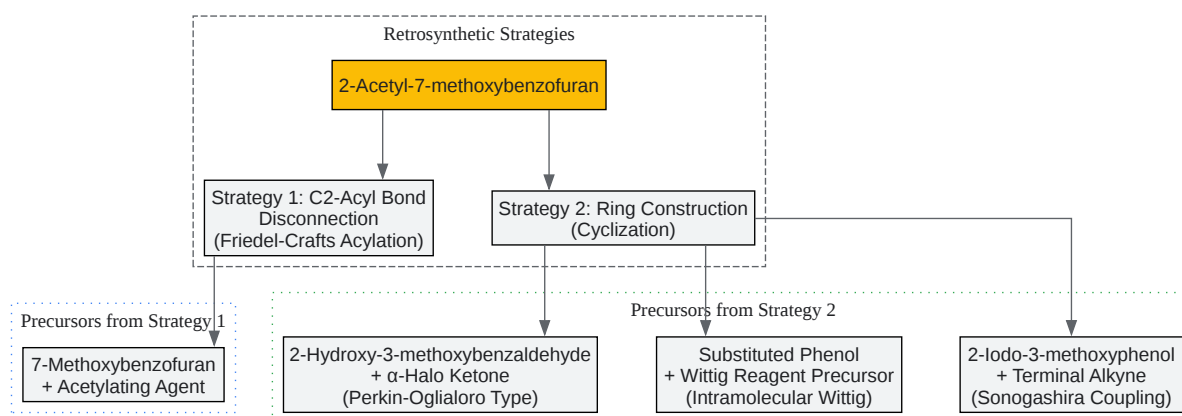 Retrosynthetic Strategies
2-Acetyl-7-methoxybenzofuran
Strategy 1: C2-Acyl Bond
Disconnection
(Friedel-Crafts Acylation)
Strategy 2: Ring Construction
(Cyclization)
Precursors from Strategy 1
7-Methoxybenzofuran
+ Acetylating Agent
Precursors from Strategy 2
2-Hydroxy-3-methoxybenzaldehyde
+ α-Halo Ketone
(Perkin-Oglialoro Type)
Substituted Phenol
+ Wittig Reagent Precursor
(Intramolecular Wittig)
2-Iodo-3-methoxyphenol
+ Terminal Alkyne
(Sonogashira Coupling)